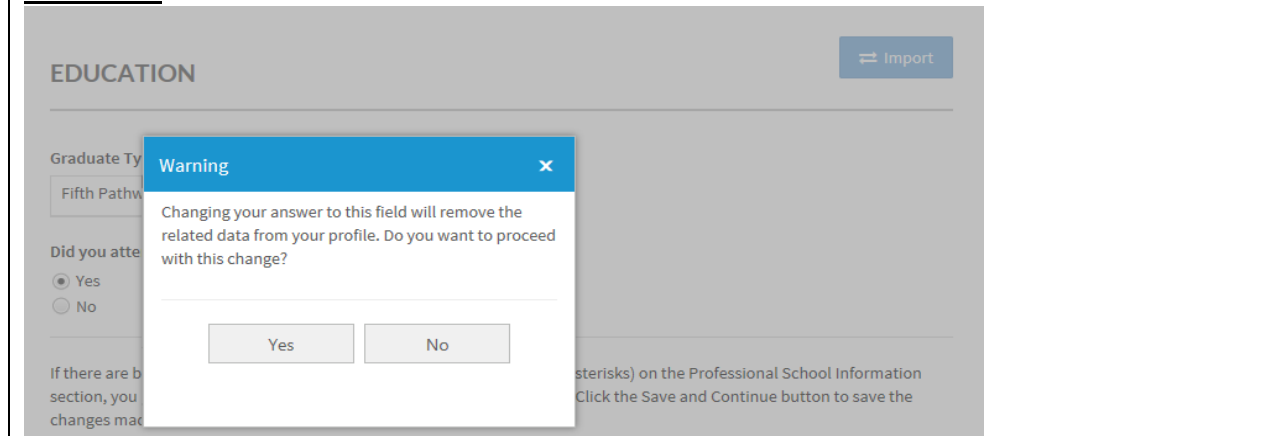 EDUCATION
Import
Graduate Ty
Fifth Pathw
Did you atte
Yes
No
Warning
Changing your answer to this field will remove the
related data from your profile. Do you want to proceed
with this change?
Yes No
If there are b sterisks) on the Professional School Information
section, you Click the Save and Continue button to save the
changes mad